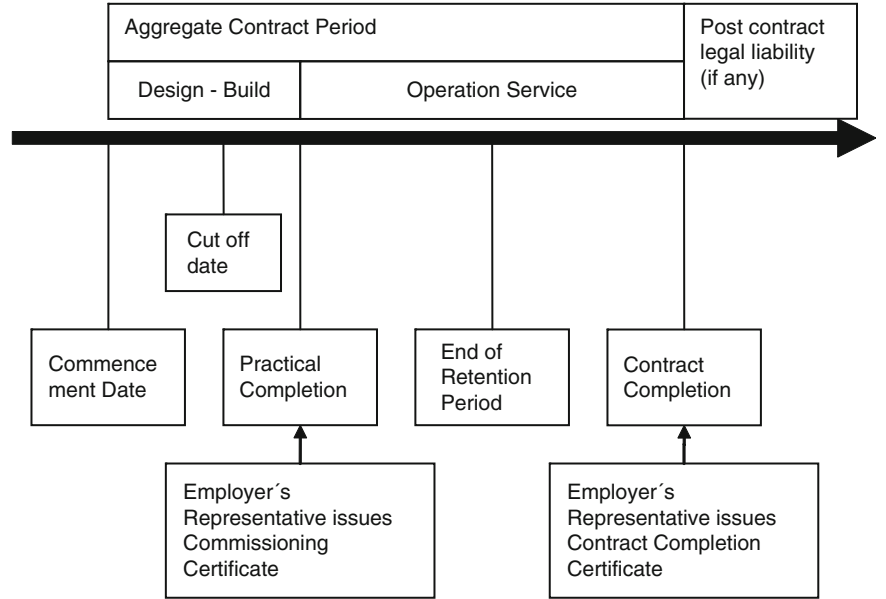 Aggregate Contract Period
Post contract
legal liability
(if any)
Design - Build
Operation Service
Cut off
date
Commence
ment Date
Practical
Completion
End of
Retention
Period
Contract
Completion
Employer´s
Representative issues
Commissioning
Certificate
Employer´s
Representative issues
Contract Completion
Certificate